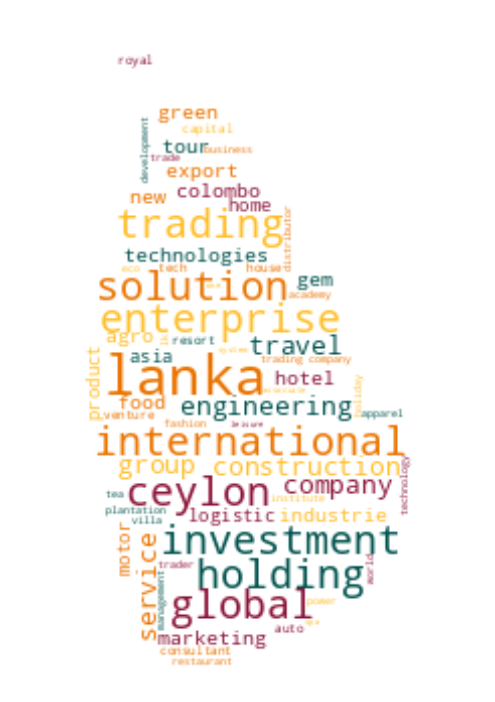 royal
green
capital
development
tour
business
trade
export
colombo
new
home
trading
distributor
technologies
eco
tech
house
gem
solution
academy
enterprise
agro
resort
travel
asia
system
trading company
product
lanka
hotel
holiday
food
engineering
apparel
venture
fashion
leisure
international
group
construction
technology
ceylon
company
tea
institute
plantation
villa
logistic
industrie
motor
service
investment
trader
holding
world
management
global
power
spa
auto
marketing
consultant
restaurant